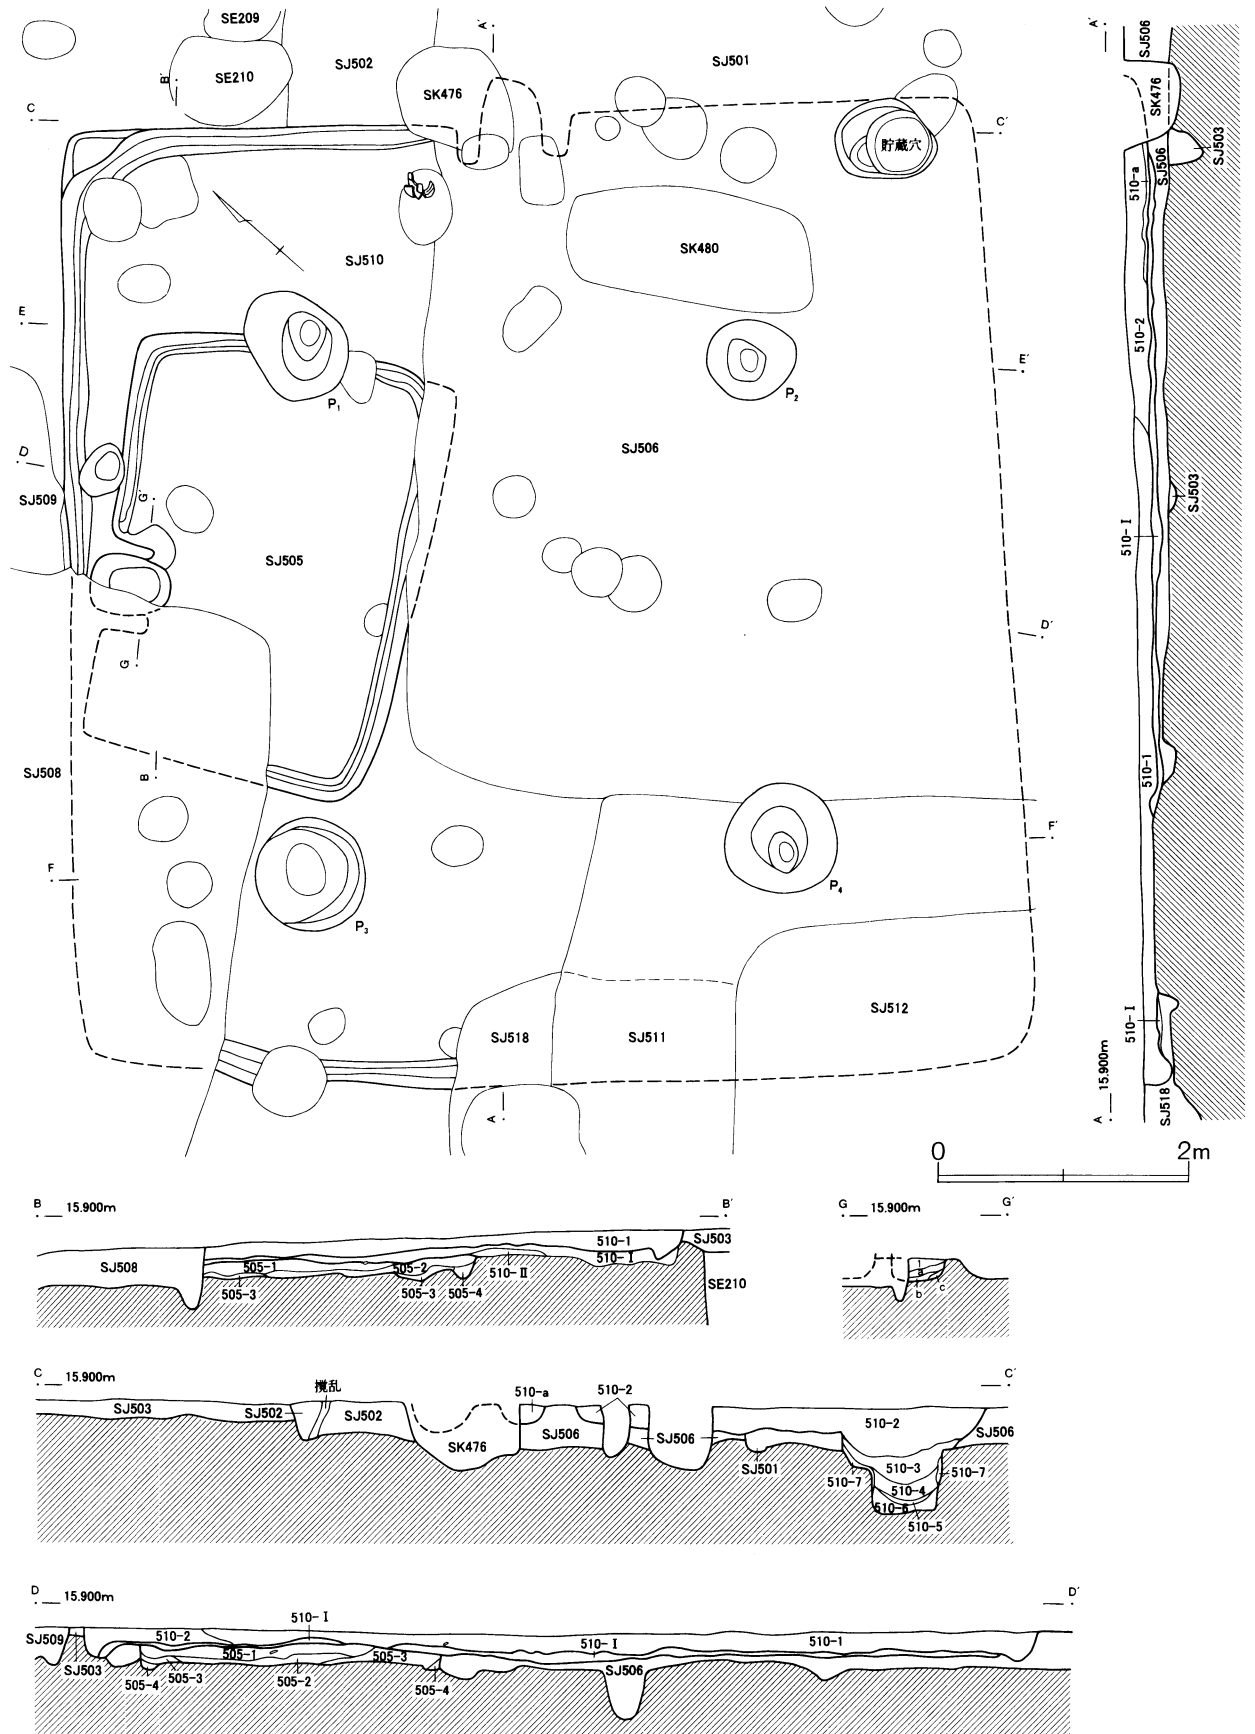 SE209
SE210
SJ502
SK476
SJ501
A′
B′
C
C′
貯蔵穴
SJ510
SK480
E
E′
P₁
P₂
SJ506
D
SJ509
G′
SJ505
D′
G
SJ508
B
F
F′
P₃
P₄
SJ518
SJ511
SJ512
A
A′
SJ506
SK476
SJ503
SJ506
510-a
510-2
SJ503
510-Ⅰ
510-1
510-Ⅰ
15.900m
A
SJ518
0 2m
B 15.900m B′
510-1
SJ503
SJ508
505-1
505-2
510-Ⅰ
510-Ⅱ
505-3
505-3
505-4
SE210
G 15.900m G′
a
b
c
C 15.900m C′
撹乱
510-a
510-2
SJ503
SJ502
SJ502
510-2
SJ506
SJ506
SJ506
SK476
SJ501
510-3
510-7
510-7
510-4
510-6
510-5
D 15.900m D′
510-Ⅰ
SJ509
510-2
510-Ⅰ
510-1
505-1
505-3
SJ503
505-4
505-3
505-2
505-4
SJ506